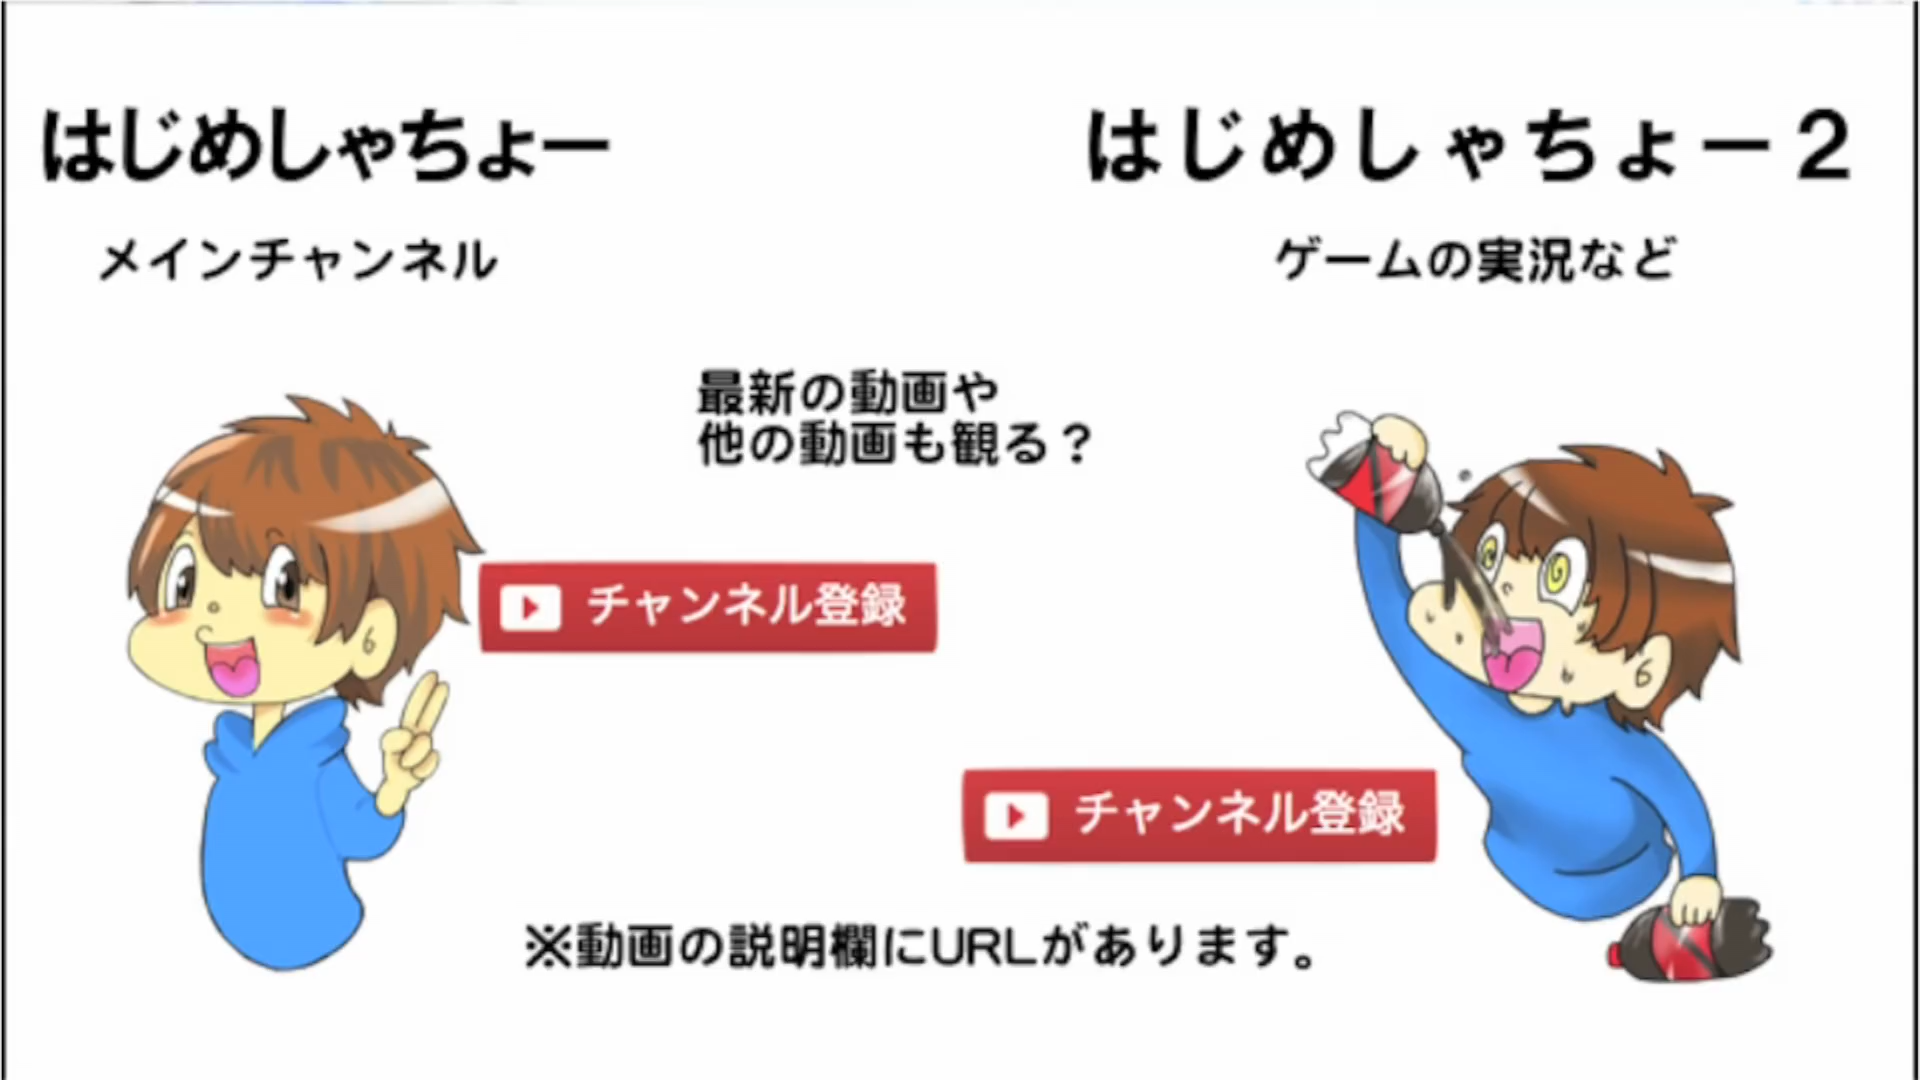 はじめしゃちょー
メインチャンネル
はじめしゃちょー２
ゲームの実況など
最新の動画や
他の動画も観る？
チャンネル登録
チャンネル登録
※動画の説明欄にURLがあります。